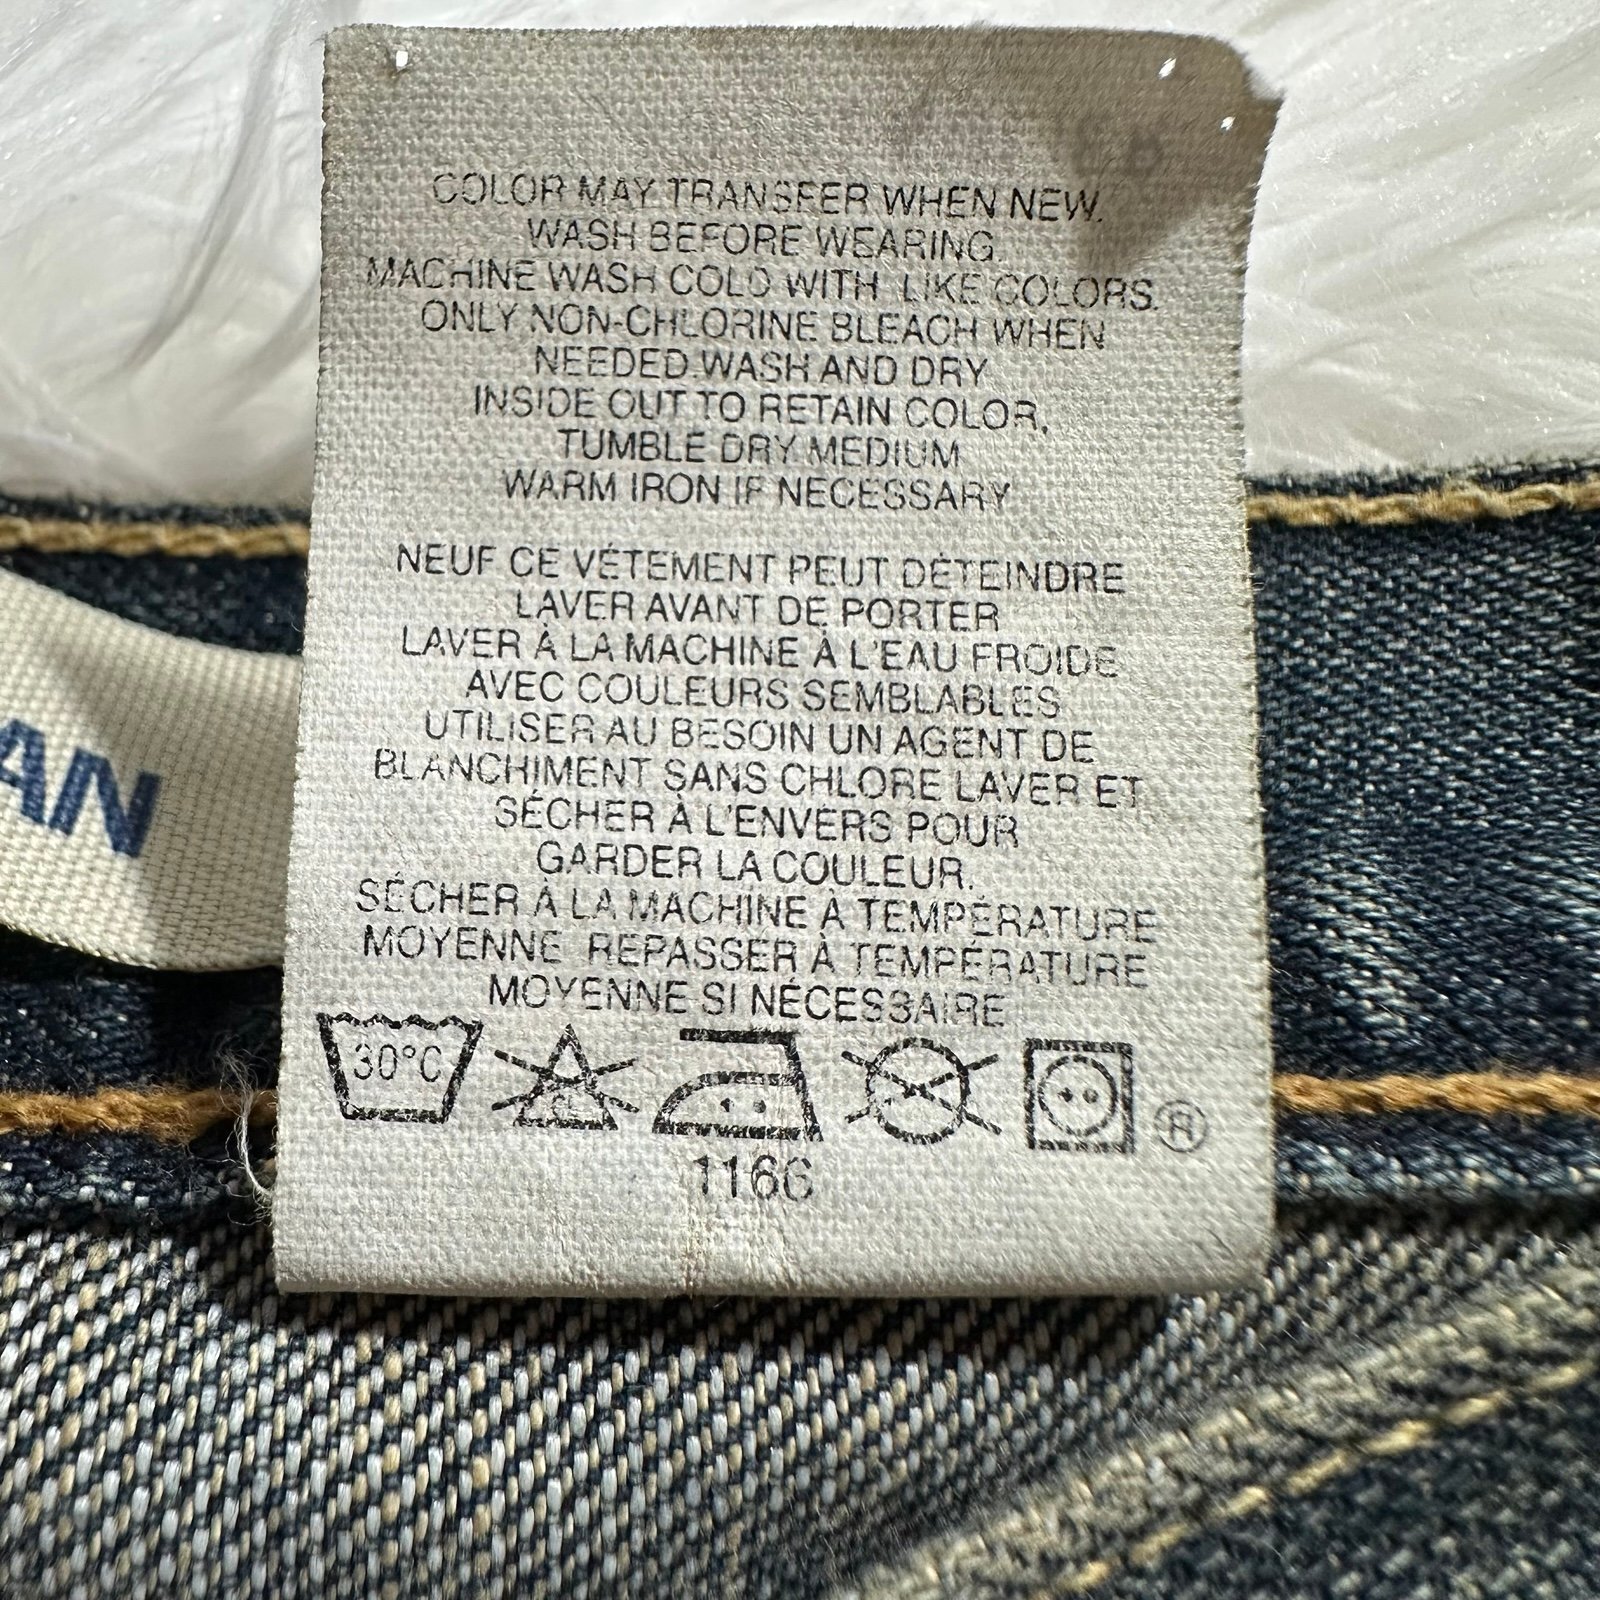 COLOR MAY TRANSFER WHEN NEW.
WASH BEFORE WEARING.
MACHINE WASH COLD WITH LIKE COLORS.
ONLY NON-CHLORINE BLEACH WHEN
NEEDED.WASH AND DRY
INSIDE OUT TO RETAIN COLOR,
TUMBLE DRY MEDIUM
WARM IRON IF NECESSARY
NEUF CE VÉTEMENT PEUT DÉTEINDRE
LAVER AVANT DE PORTER
LAVER À LA MACHINE À L'EAU FROIDE
AVEC COULEURS SEMBLABLES
UTILISER AU BESOIN UN AGENT DE
BLANCHIMENT SANS CHLORE LAVER ET
SÉCHER À L'ENVERS POUR
GARDER LA COULEUR.
SÉCHER À LA MACHINE À TEMPÉRATURE
MOYENNE REPASSER À TEMPÉRATURE
MOYENNE SI NÉCESSAIRE
30°C CL ®
1166
AN